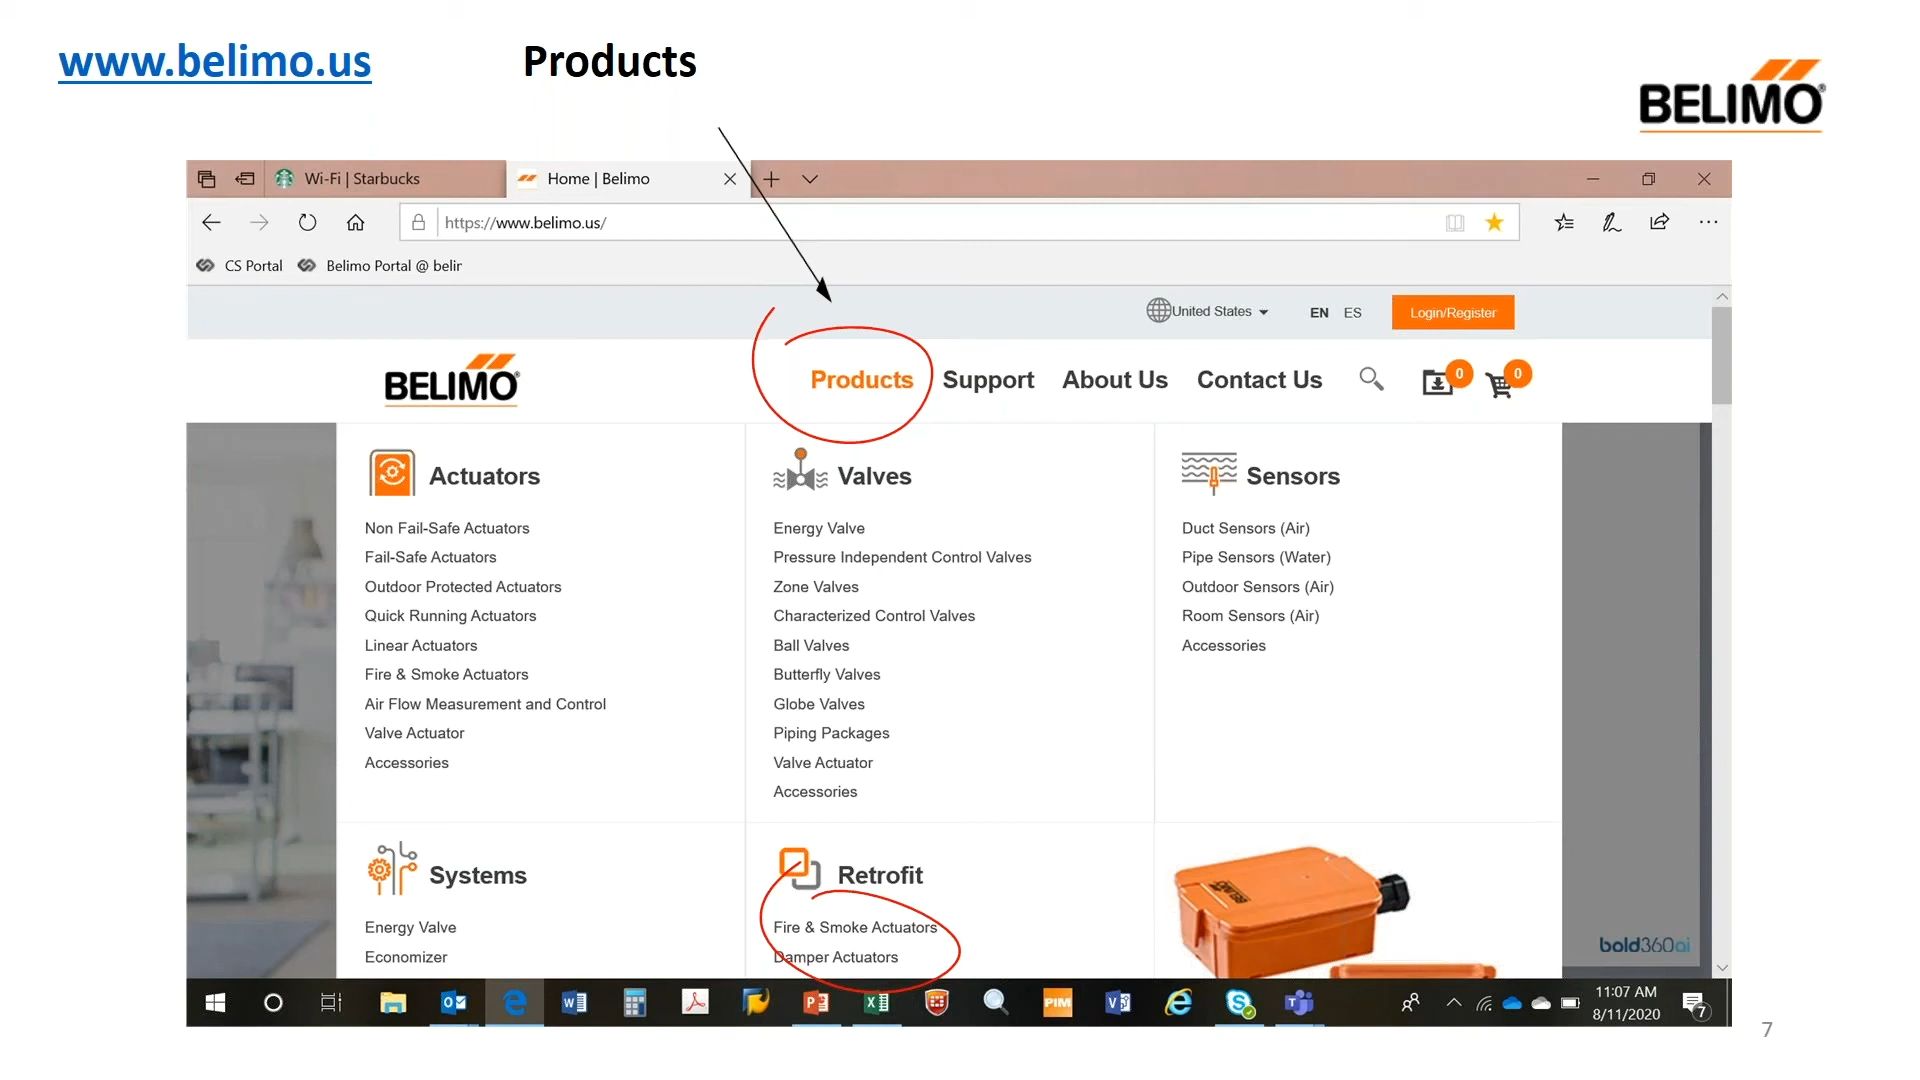 www.belimo.us
Products
BELIMO
Wi-Fi | Starbucks
Home | Belimo
https://www.belimo.us/
CS Portal
Belimo Portal @ belir
United States
EN ES
Login/Register
BELIMO
Products Support About Us Contact Us
0
0
Actuators
Non Fail-Safe Actuators
Fail-Safe Actuators
Outdoor Protected Actuators
Quick Running Actuators
Linear Actuators
Fire & Smoke Actuators
Air Flow Measurement and Control
Valve Actuator
Accessories
Valves
Energy Valve
Pressure Independent Control Valves
Zone Valves
Characterized Control Valves
Ball Valves
Butterfly Valves
Globe Valves
Piping Packages
Valve Actuator
Accessories
Sensors
Duct Sensors (Air)
Pipe Sensors (Water)
Outdoor Sensors (Air)
Room Sensors (Air)
Accessories
Systems
Energy Valve
Economizer
Retrofit
Fire & Smoke Actuators
Damper Actuators
BELIMO
bold360ai
PIM
11:07 AM
8/11/2020
7
7